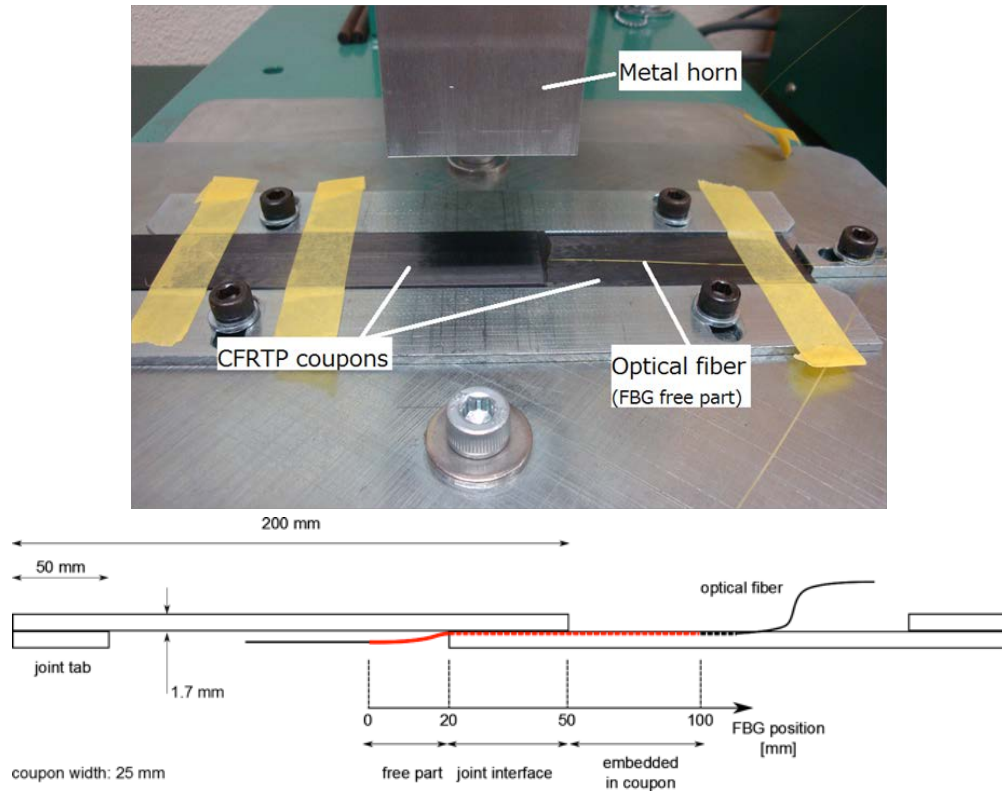 Metal horn
CFRTP coupons
Optical fiber
(FBG free part)
200 mm
50 mm
optical fiber
joint tab
1.7 mm
0
20
50
100
FBG position
[mm]
coupon width: 25 mm
free part
joint interface
embedded
in coupon